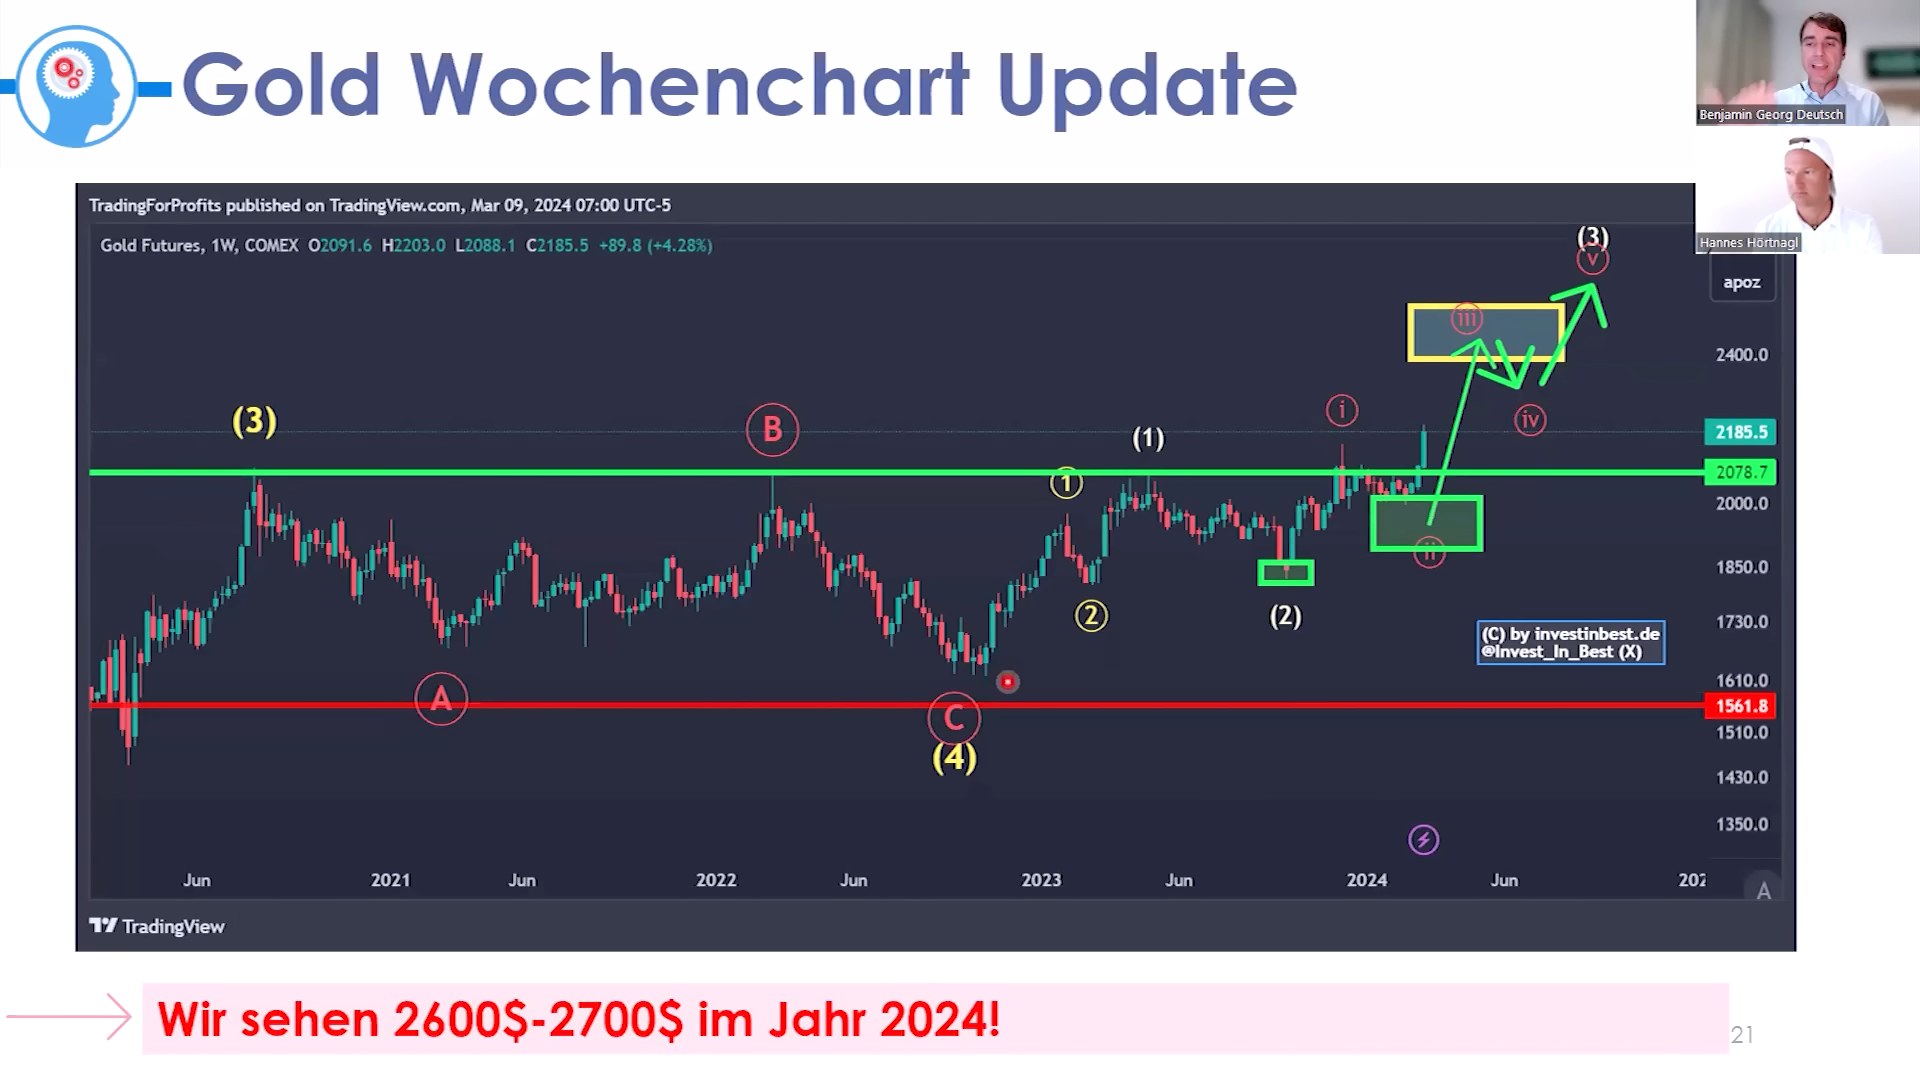 Gold Wochenchart Update
Benjamin Georg Deutsch
Hannes Hörtnagl
TradingForProfits published on TradingView.com, Mar 09, 2024 07:00 UTC-5
Gold Futures, 1W, COMEX O2091.6 H2203.0 L2088.1 C2185.5 +89.8 (+4.28%)
(3)
v
apoz
iii
2400.0
(3)
B
(1)
i
iv
2185.5
2078.7
1
2000.0
ii
1850.0
2
(2)
1730.0
(C) by investinbest.de
@Invest_In_Best (X)
1610.0
A
1561.8
C
1510.0
(4)
1430.0
1350.0
Jun
2021
Jun
2022
Jun
2023
Jun
2024
Jun
202
A
TradingView
Wir sehen 2600$-2700$ im Jahr 2024!
21